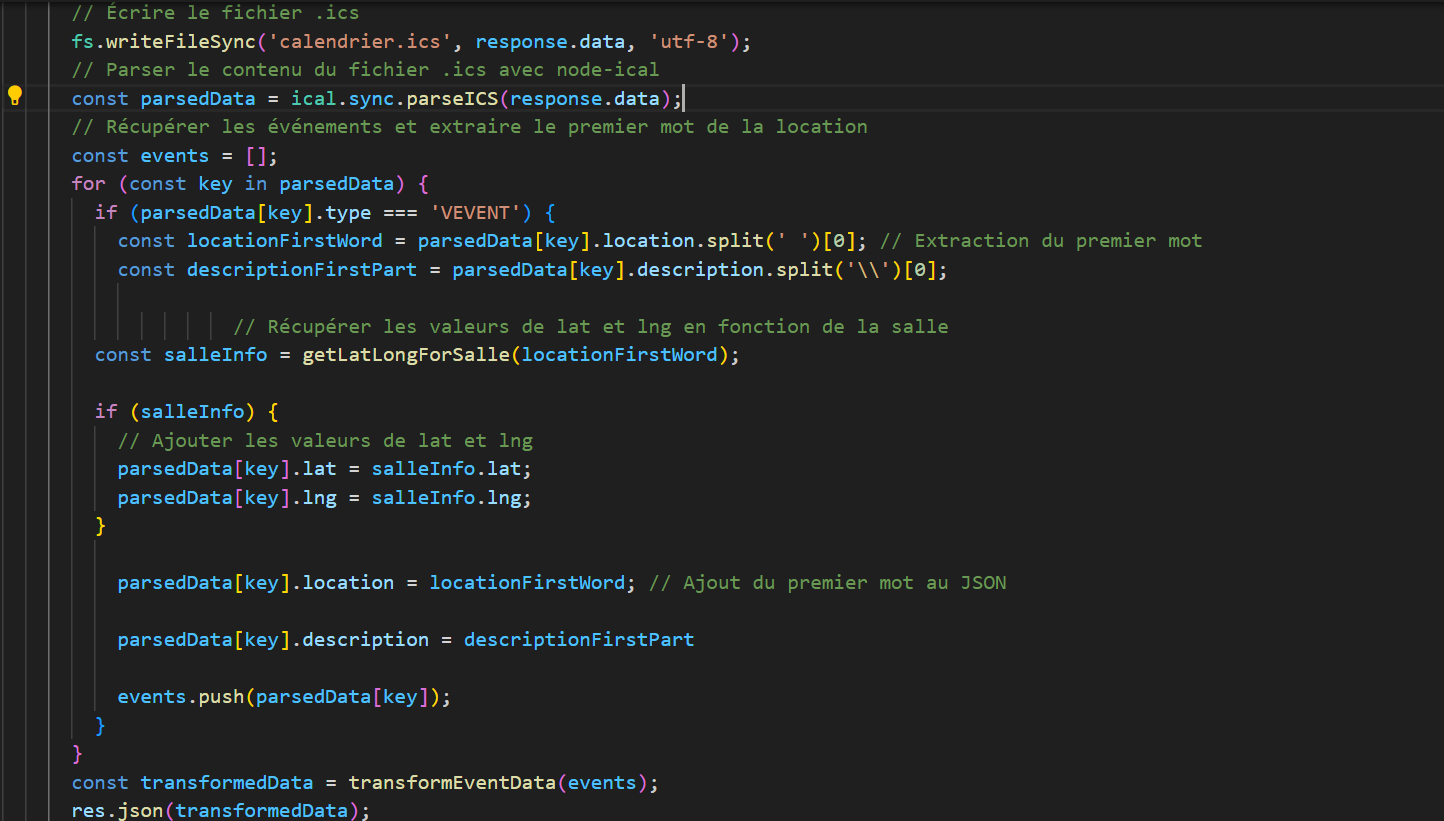 // Écrire le fichier .ics
fs.writeFileSync('calendrier.ics', response.data, 'utf-8');
// Parser le contenu du fichier .ics avec node-ical
const parsedData = ical.sync.parseICS(response.data);
// Récupérer les événements et extraire le premier mot de la location
const events = [];
for (const key in parsedData) {
if (parsedData[key].type === 'VEVENT') {
const locationFirstWord = parsedData[key].location.split(' ')[0]; // Extraction du premier mot
const descriptionFirstPart = parsedData[key].description.split('\\')[0];
// Récupérer les valeurs de lat et lng en fonction de la salle
const salleInfo = getLatLongForSalle(locationFirstWord);
if (salleInfo) {
// Ajouter les valeurs de lat et lng
parsedData[key].lat = salleInfo.lat;
parsedData[key].lng = salleInfo.lng;
}
parsedData[key].location = locationFirstWord; // Ajout du premier mot au JSON
parsedData[key].description = descriptionFirstPart
events.push(parsedData[key]);
}
}
const transformedData = transformEventData(events);
res.json(transformedData);